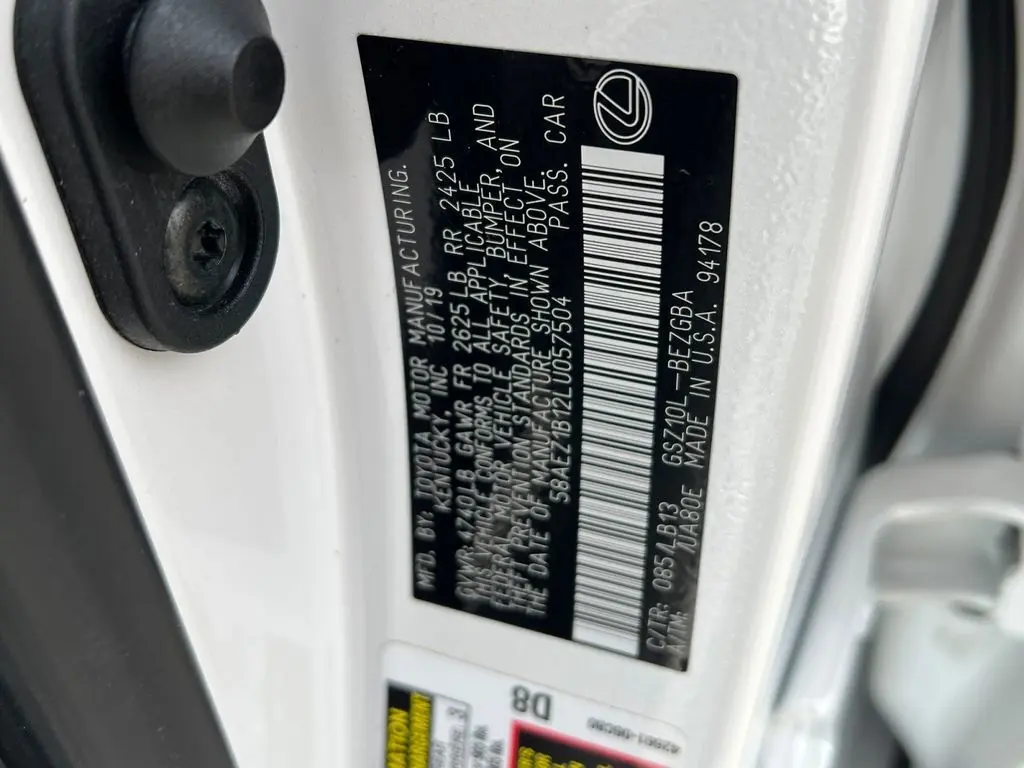 MFD. BY: TOYOTA MOTOR MANUFACTURING.
KENTUCKY, INC 10/19
GVWR: 4740LB GAWR FR 2625LB RR 2425 LB
THIS VEHICLE CONFORMS TO ALL APPLICABLE
FEDERAL MOTOR VEHICLE SAFETY, BUMPER, AND
THEFT PREVENTION STANDARDS IN EFFECT ON
THE DATE OF MANUFACTURE SHOWN ABOVE.
58AEZ1B12LU057504 PASS. CAR
C/TR: 085/LB13 GSZ10L-BEZGBA
A/TM: /UA80E MADE IN U.S.A. 94178
D8